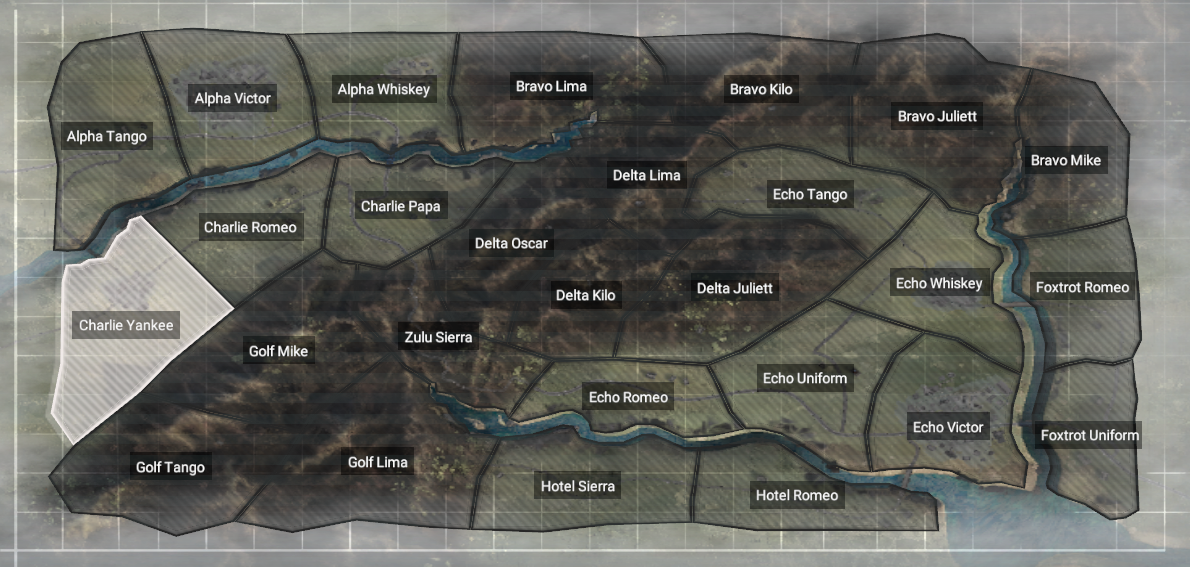 Alpha Tango
Alpha Victor
Alpha Whiskey
Bravo Lima
Bravo Kilo
Bravo Juliett
Bravo Mike
Charlie Romeo
Charlie Papa
Delta Lima
Echo Tango
Delta Oscar
Delta Kilo
Delta Juliett
Echo Whiskey
Foxtrot Romeo
Charlie Yankee
Golf Mike
Zulu Sierra
Echo Romeo
Echo Uniform
Echo Victor
Foxtrot Uniform
Golf Tango
Golf Lima
Hotel Sierra
Hotel Romeo